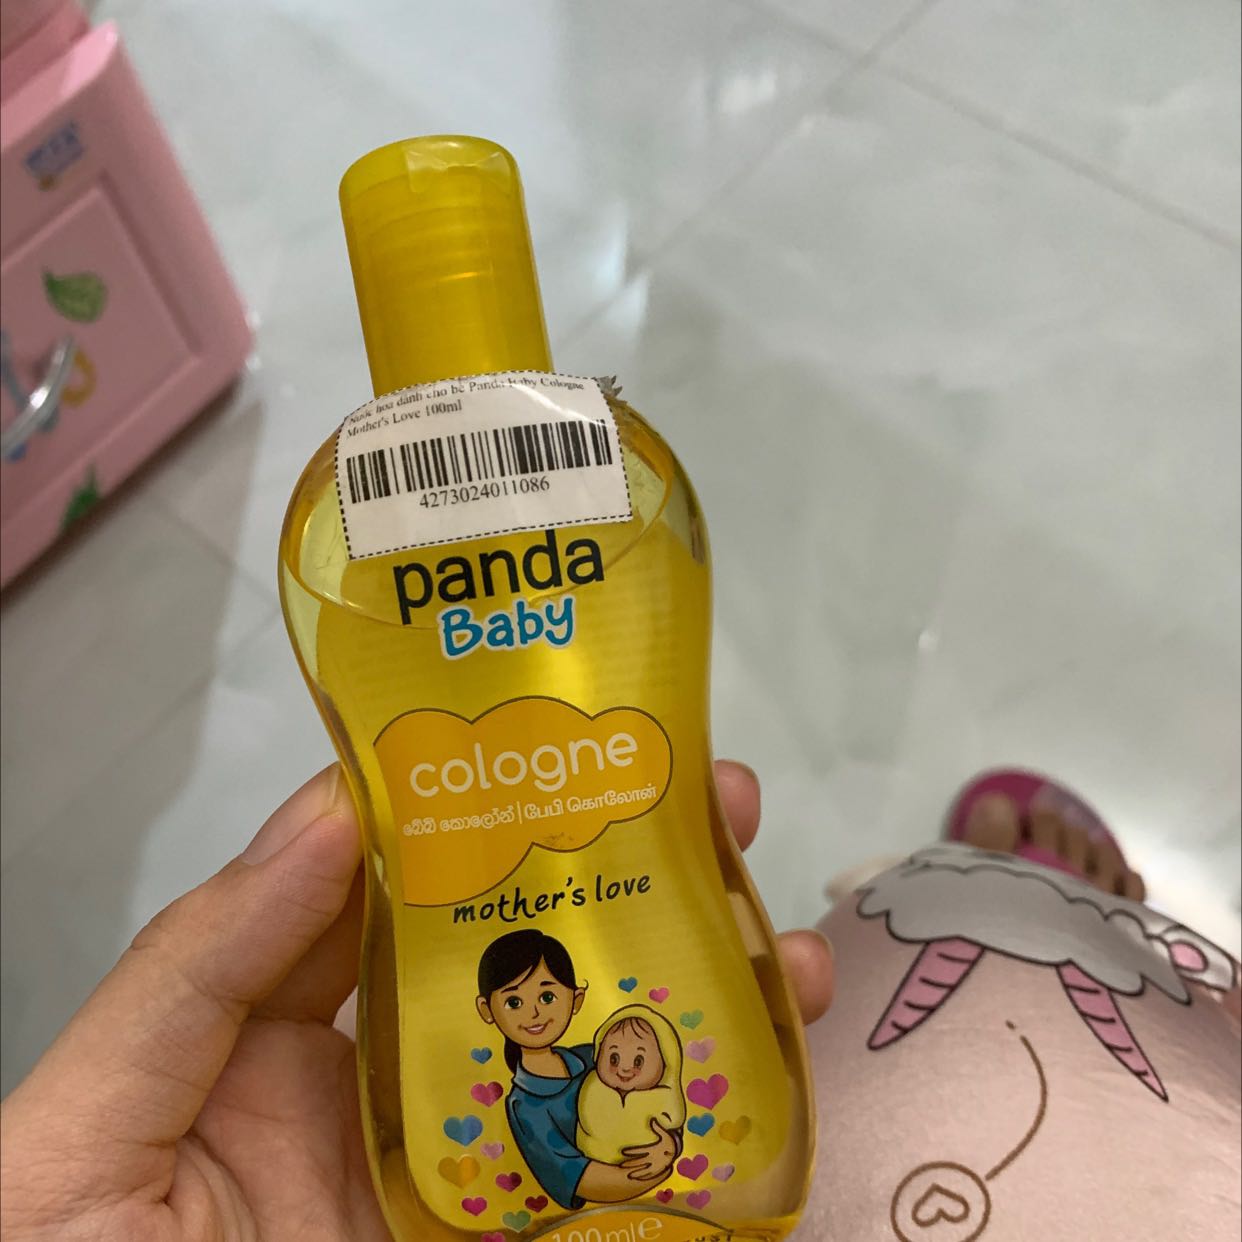 Nước hoa dành cho bé Panda Baby Cologne
Mother's Love 100ml
4273024011086
panda
Baby
cologne
බේබි කොලෝන් | பேபி கொலோன்
mother's love
100ml e